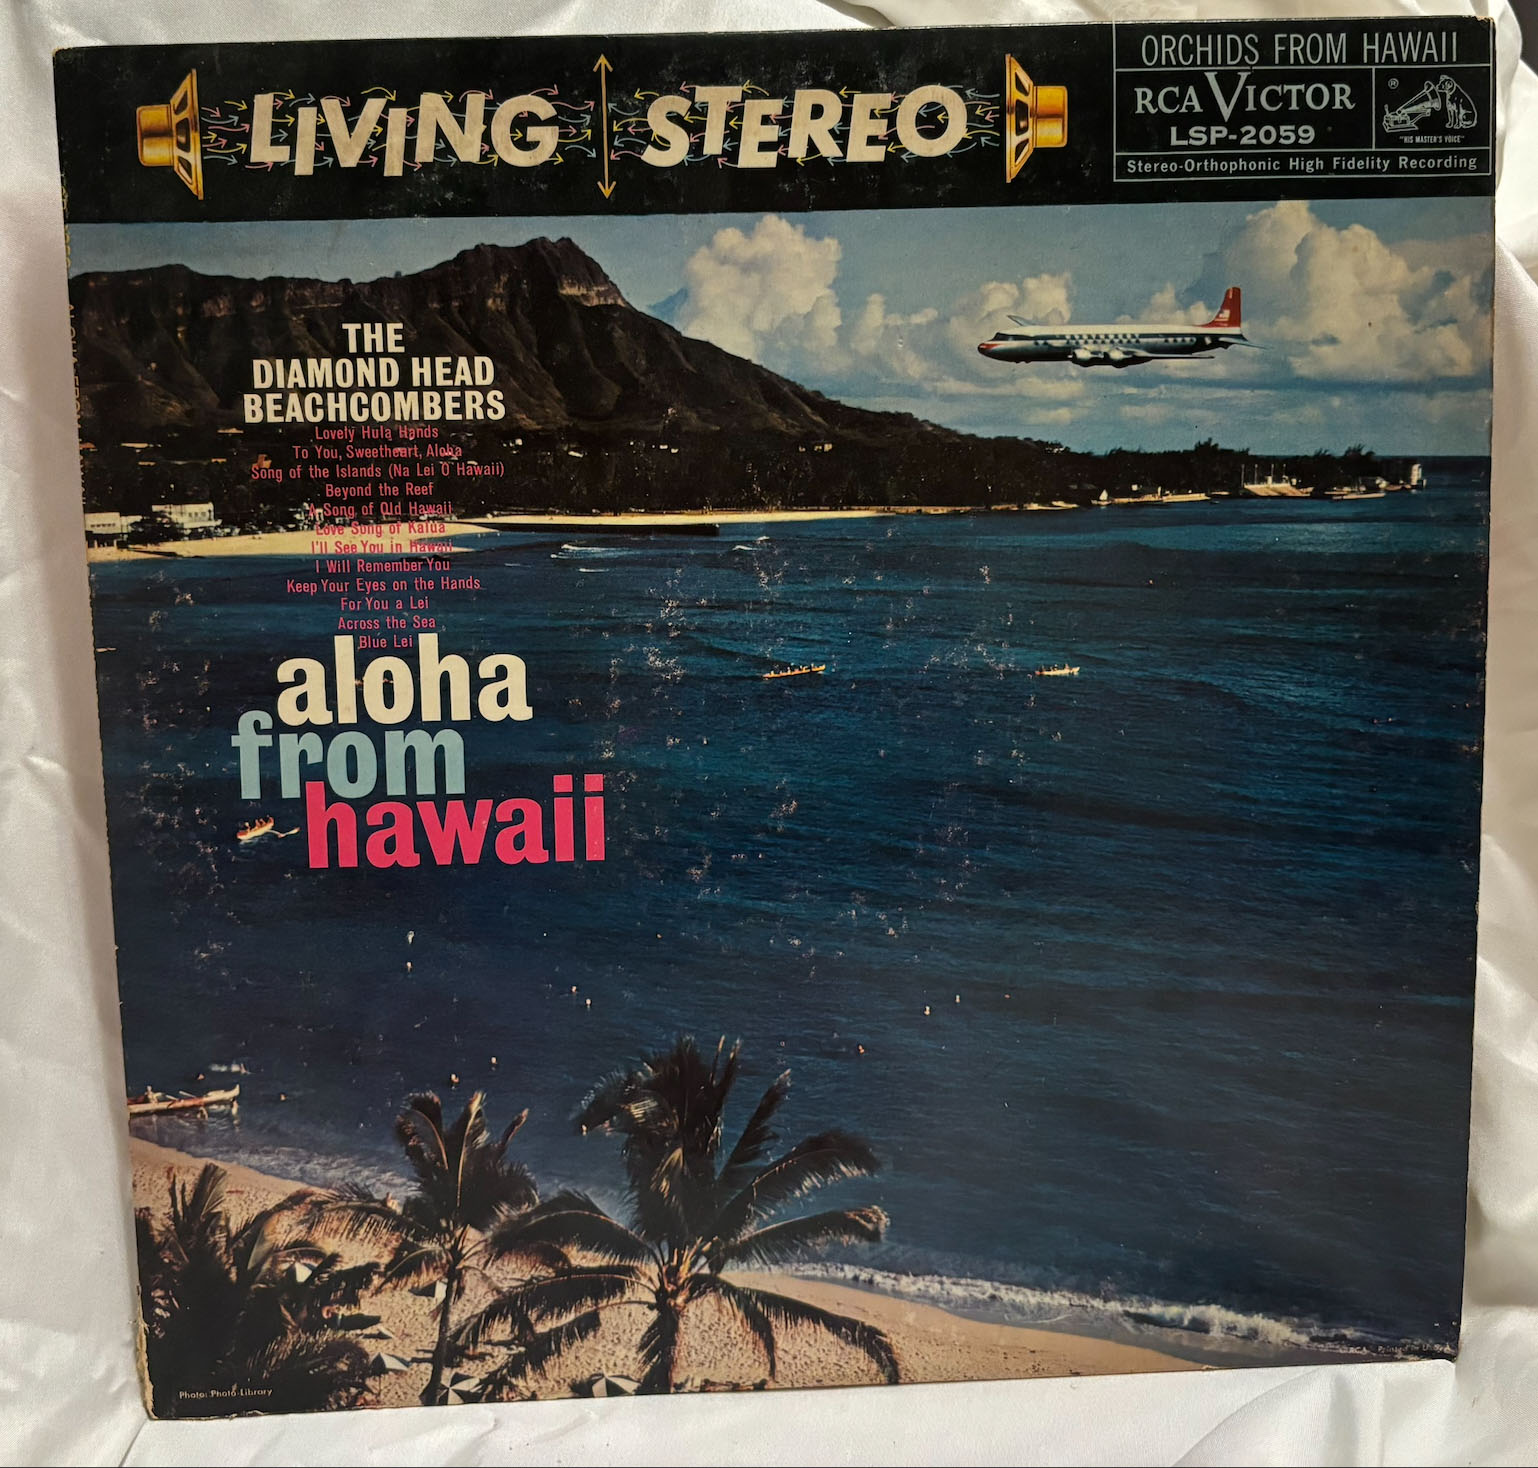 LIVING STEREO
ORCHIDS FROM HAWAII
RCA VICTOR
®
LSP-2059
"HIS MASTER'S VOICE"
Stereo-Orthophonic High Fidelity Recording
THE
DIAMOND HEAD
BEACHCOMBERS
Lovely Hula Hands
To You, Sweetheart, Aloha
Song of the Islands (Na Lei O Hawaii)
Beyond the Reef
A Song of Old Hawaii
Love Song of Kalua
I'll See You in Hawaii
I Will Remember You
Keep Your Eyes on the Hands
For You a Lei
Across the Sea
Blue Lei
aloha
from
hawaii
Photo: Photo-Library
RCA Printed in